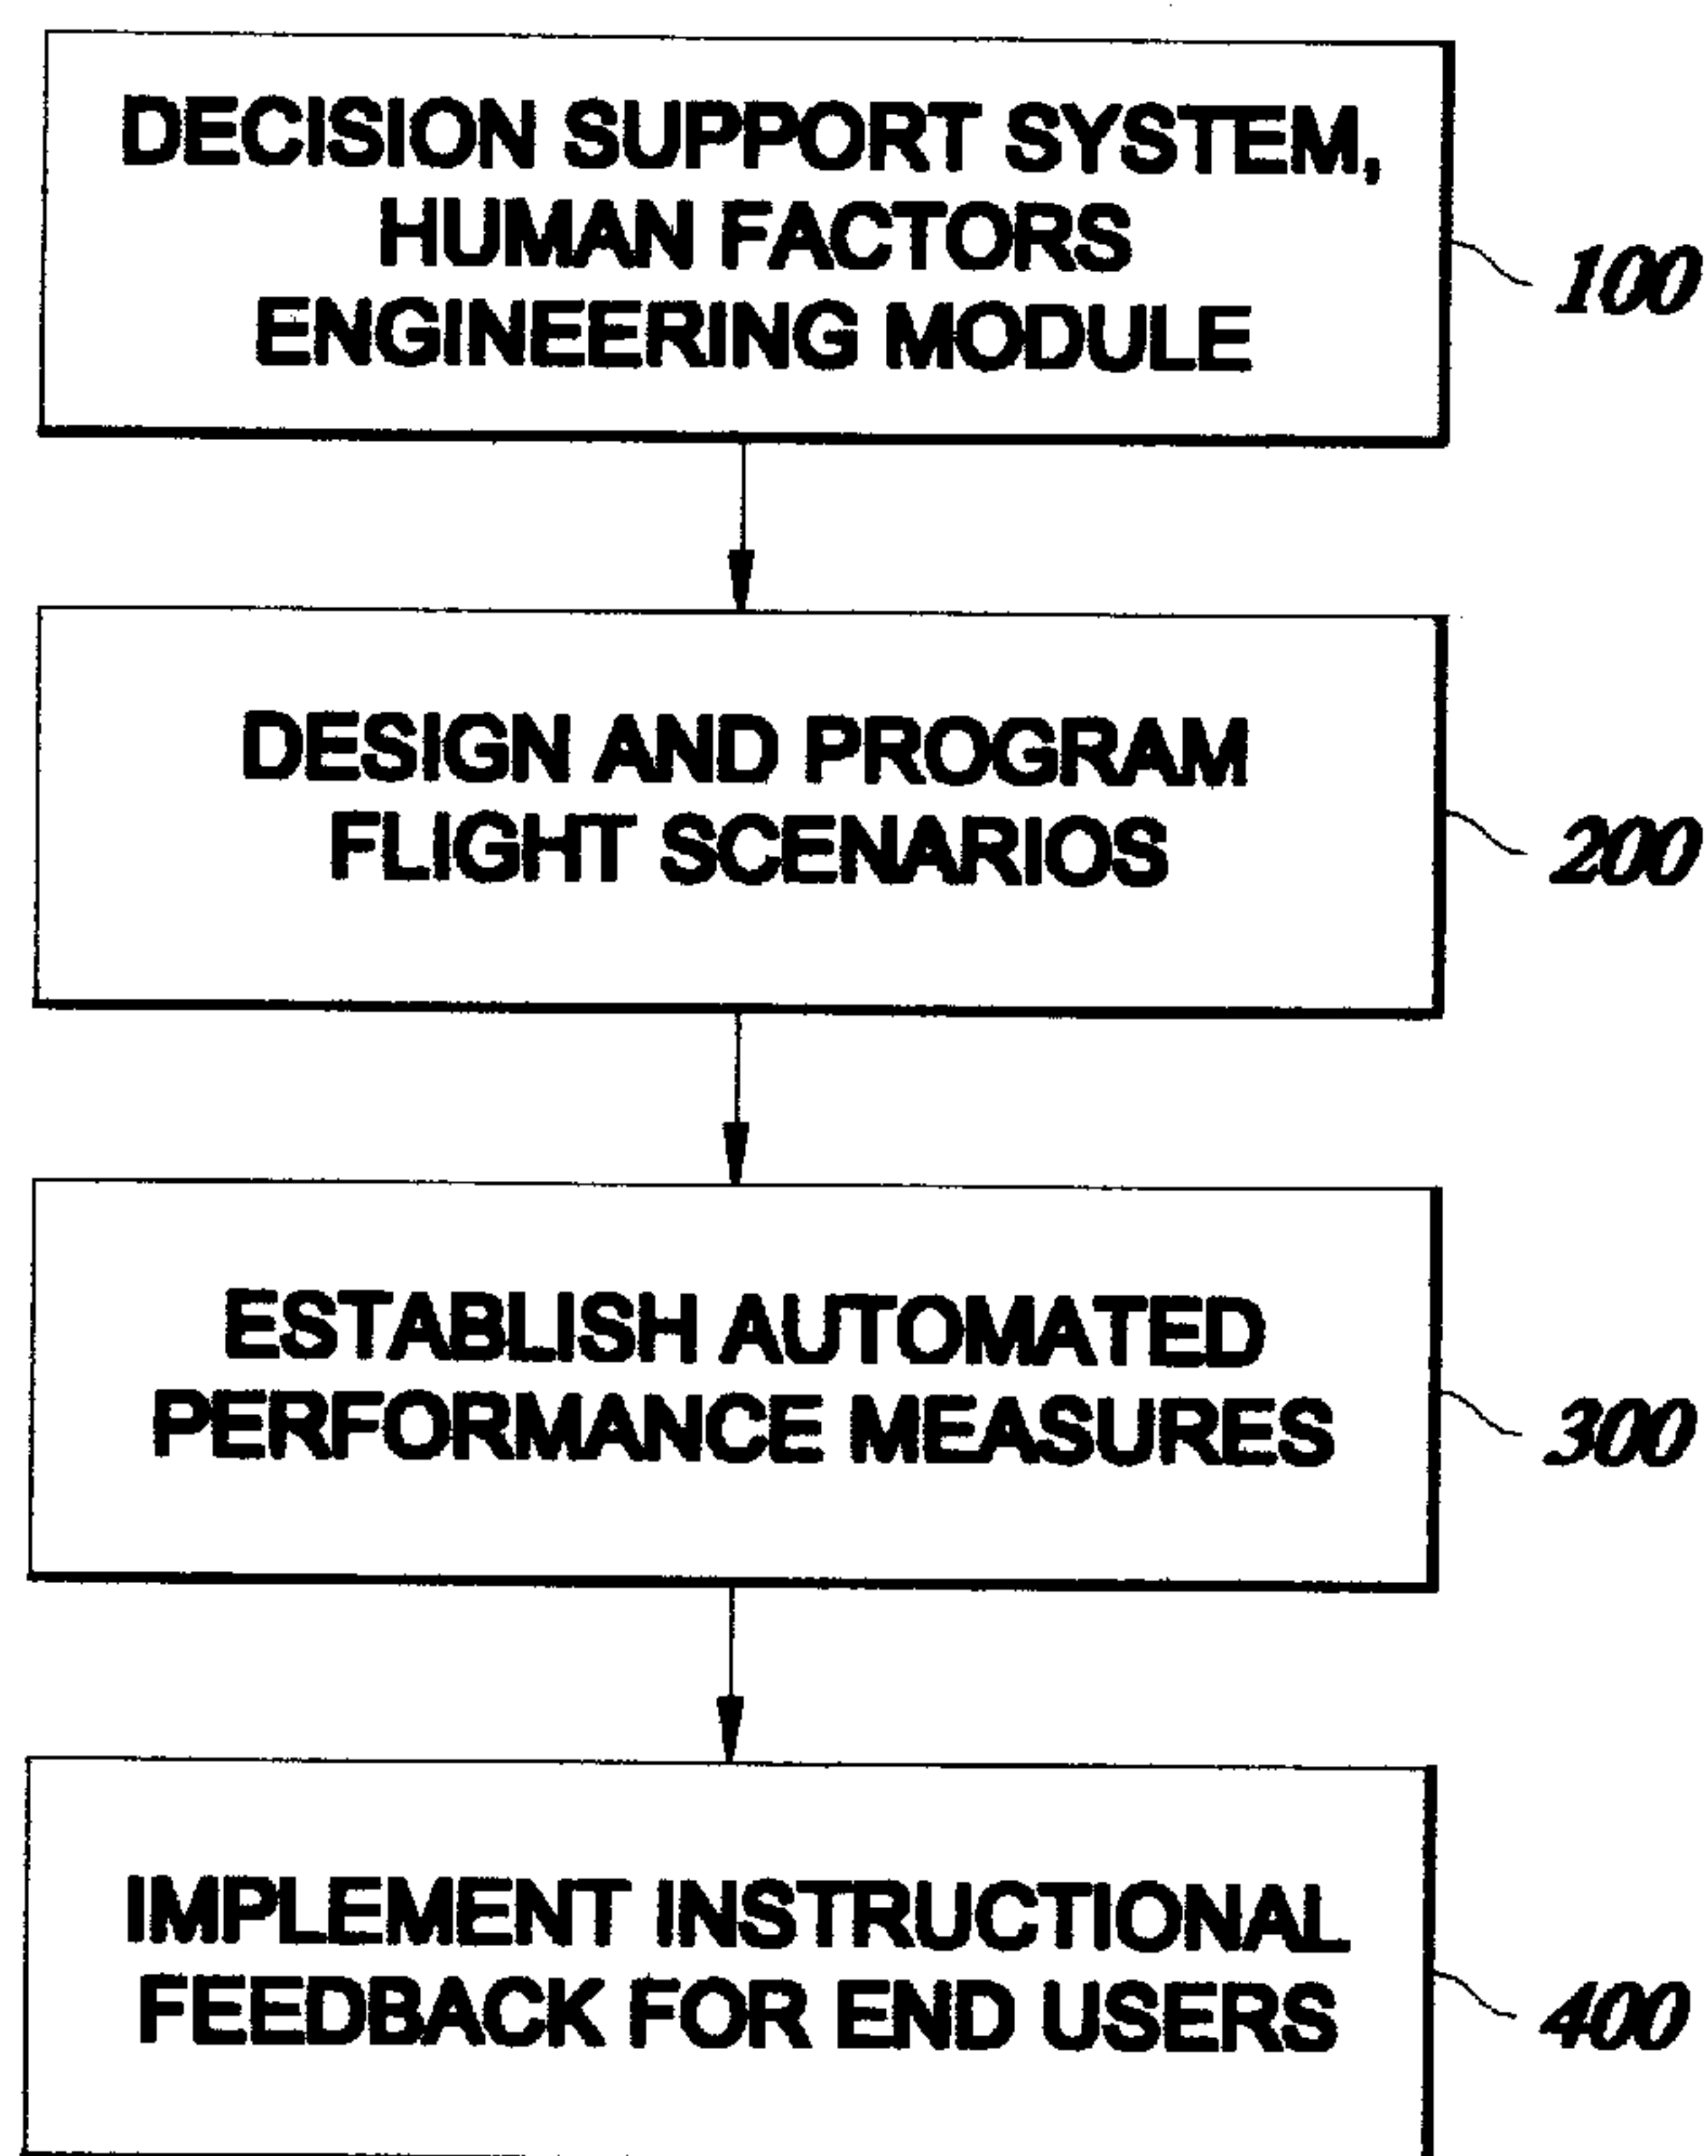 DECISION SUPPORT SYSTEM,
HUMAN FACTORS
ENGINEERING MODULE
100
DESIGN AND PROGRAM
FLIGHT SCENARIOS
200
ESTABLISH AUTOMATED
PERFORMANCE MEASURES
300
IMPLEMENT INSTRUCTIONAL
FEEDBACK FOR END USERS
400